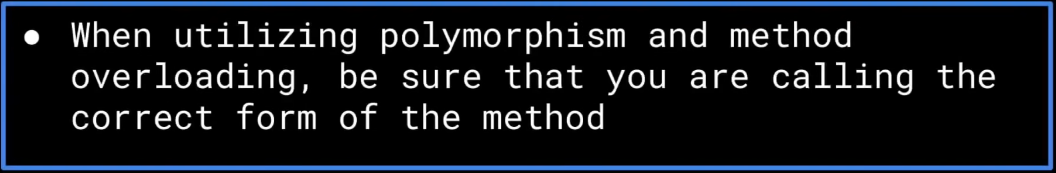 ● When utilizing polymorphism and method
overloading, be sure that you are calling the
correct form of the method